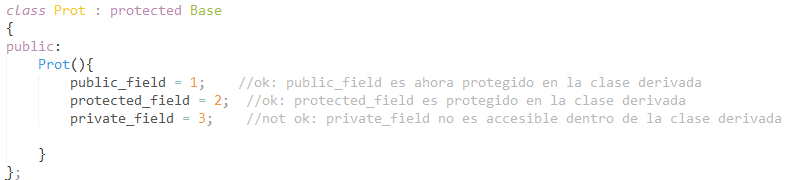 class Prot : protected Base
{
public:
    Prot(){
        public_field = 1;    //ok: public_field es ahora protegido en la clase derivada
        protected_field = 2;  //ok: protected_field es protegido en la clase derivada
        private_field = 3;    //not ok: private_field no es accesible dentro de la clase derivada
    }
};